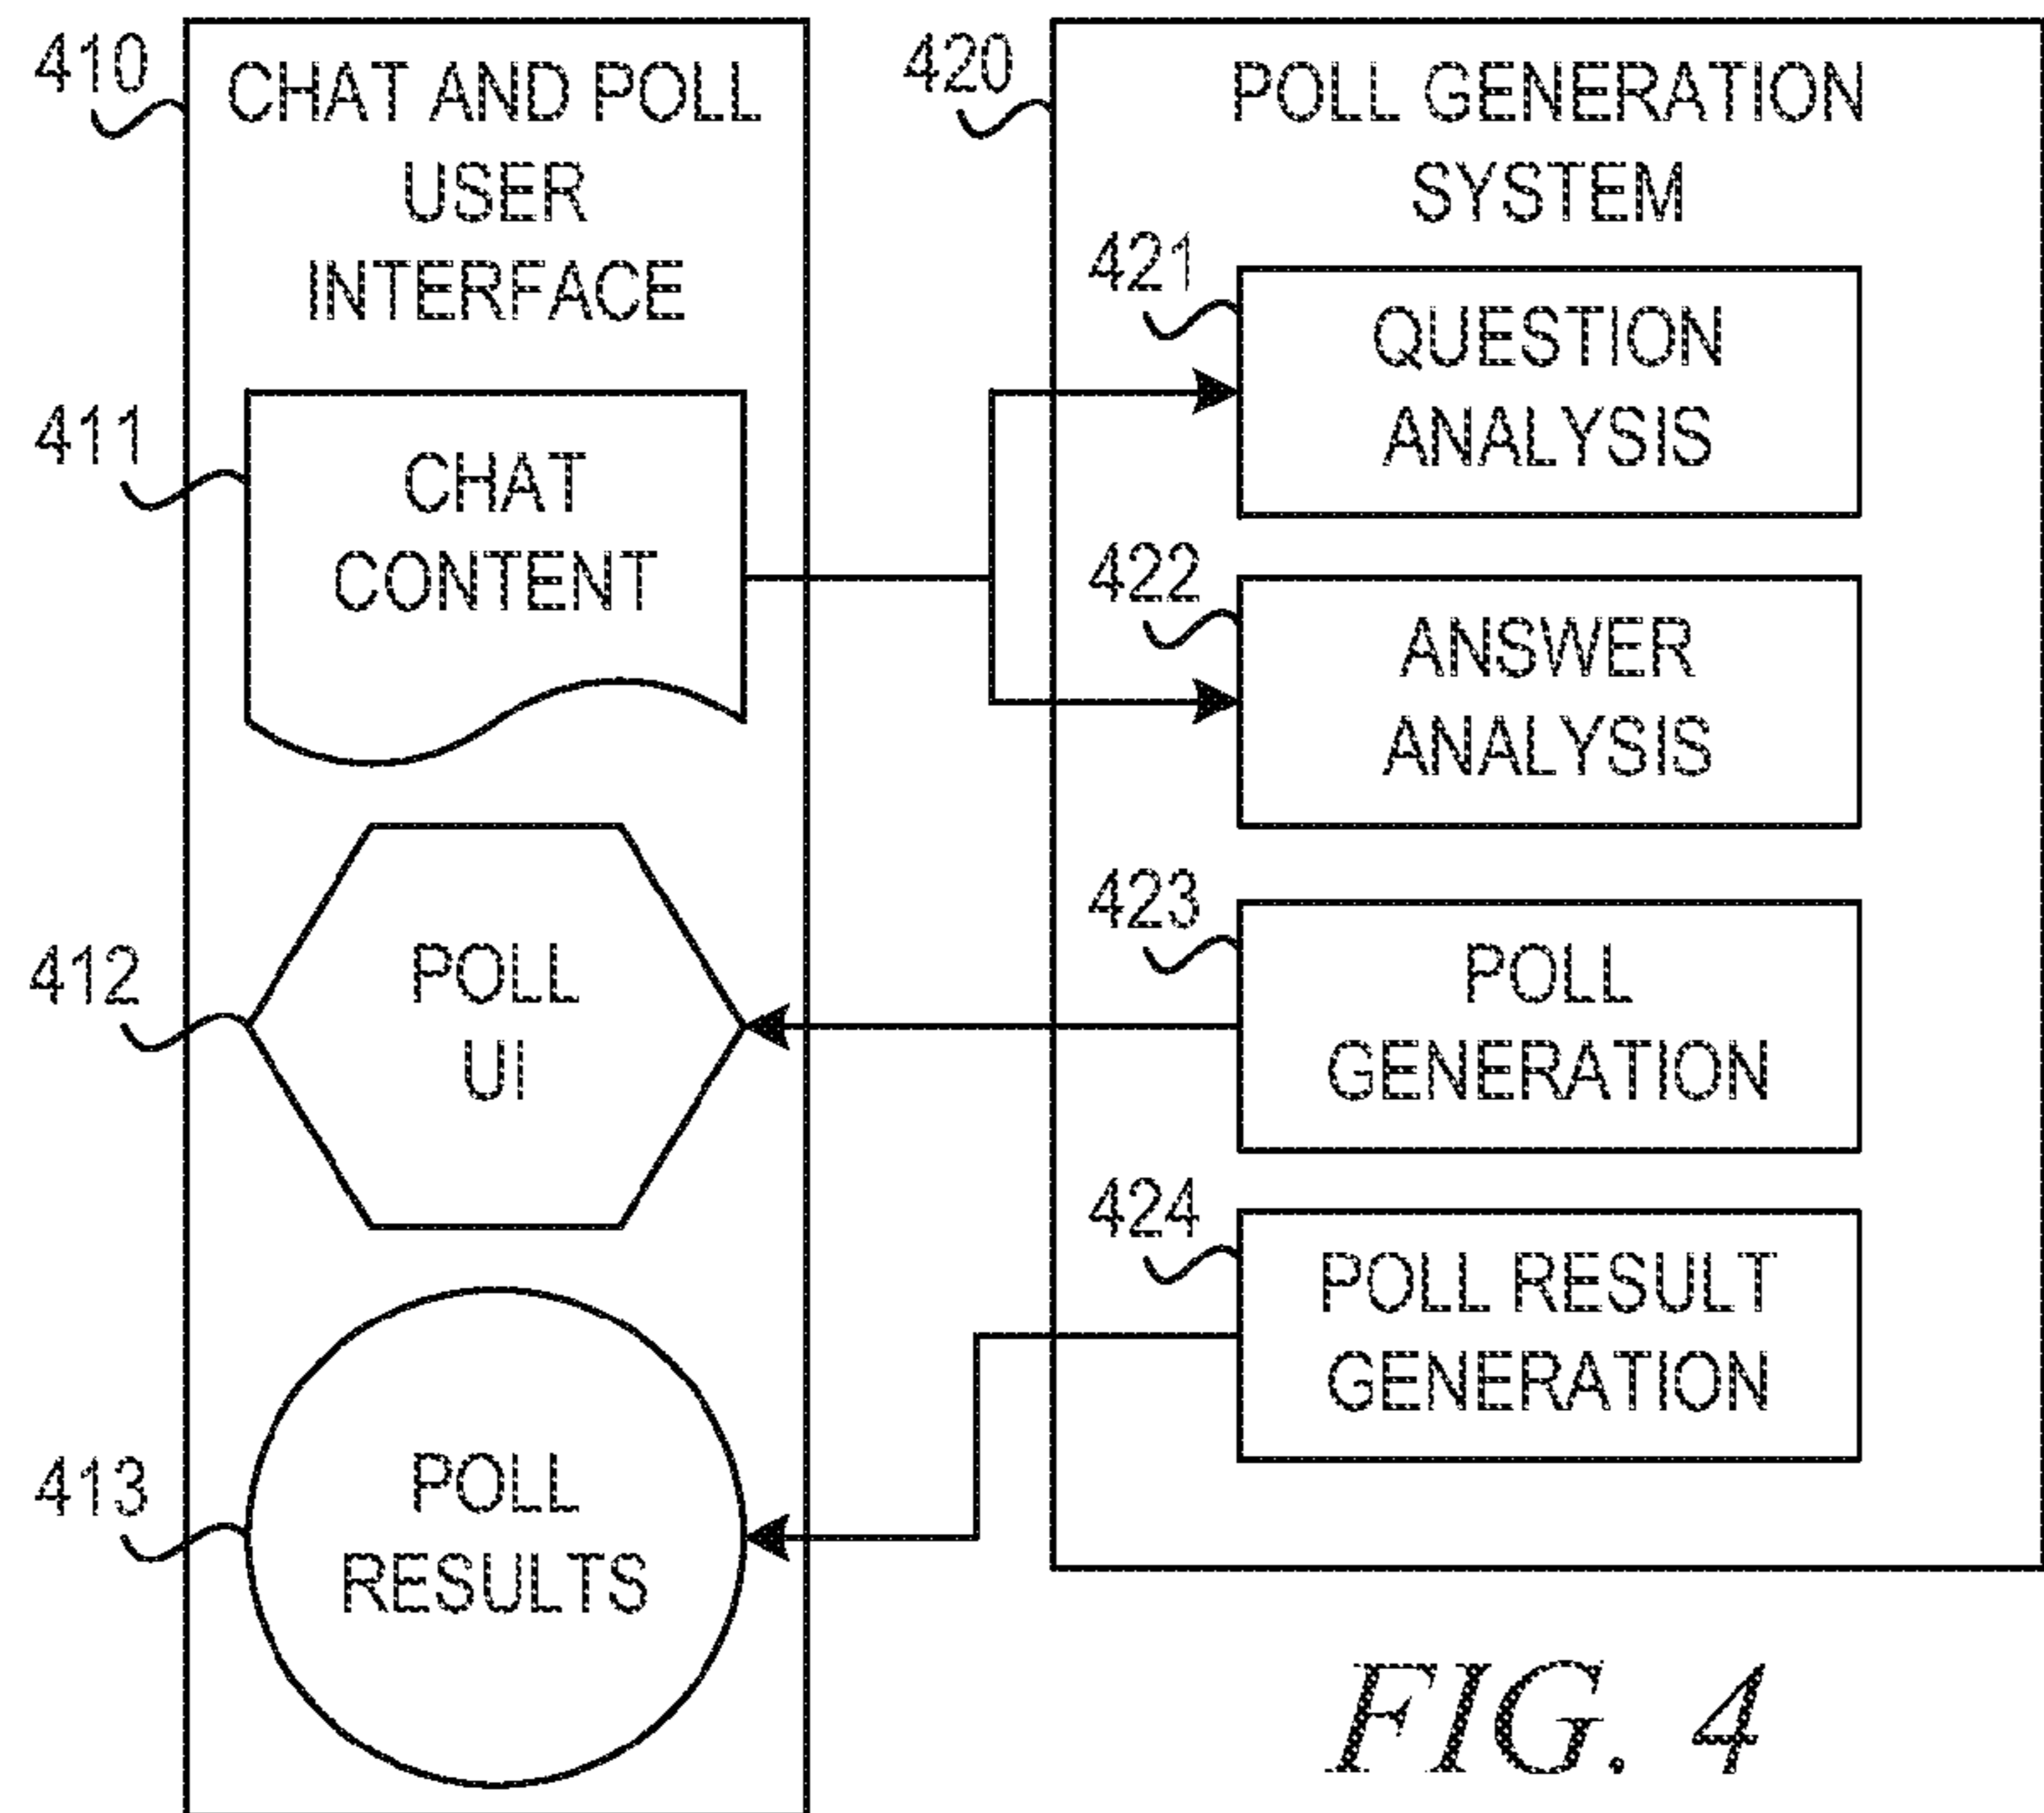 410
CHAT AND POLL
USER
INTERFACE
411
CHAT
CONTENT
412
POLL
UI
413
POLL
RESULTS
420
POLL GENERATION
SYSTEM
421
QUESTION
ANALYSIS
422
ANSWER
ANALYSIS
423
POLL
GENERATION
424
POLL RESULT
GENERATION
FIG. 4